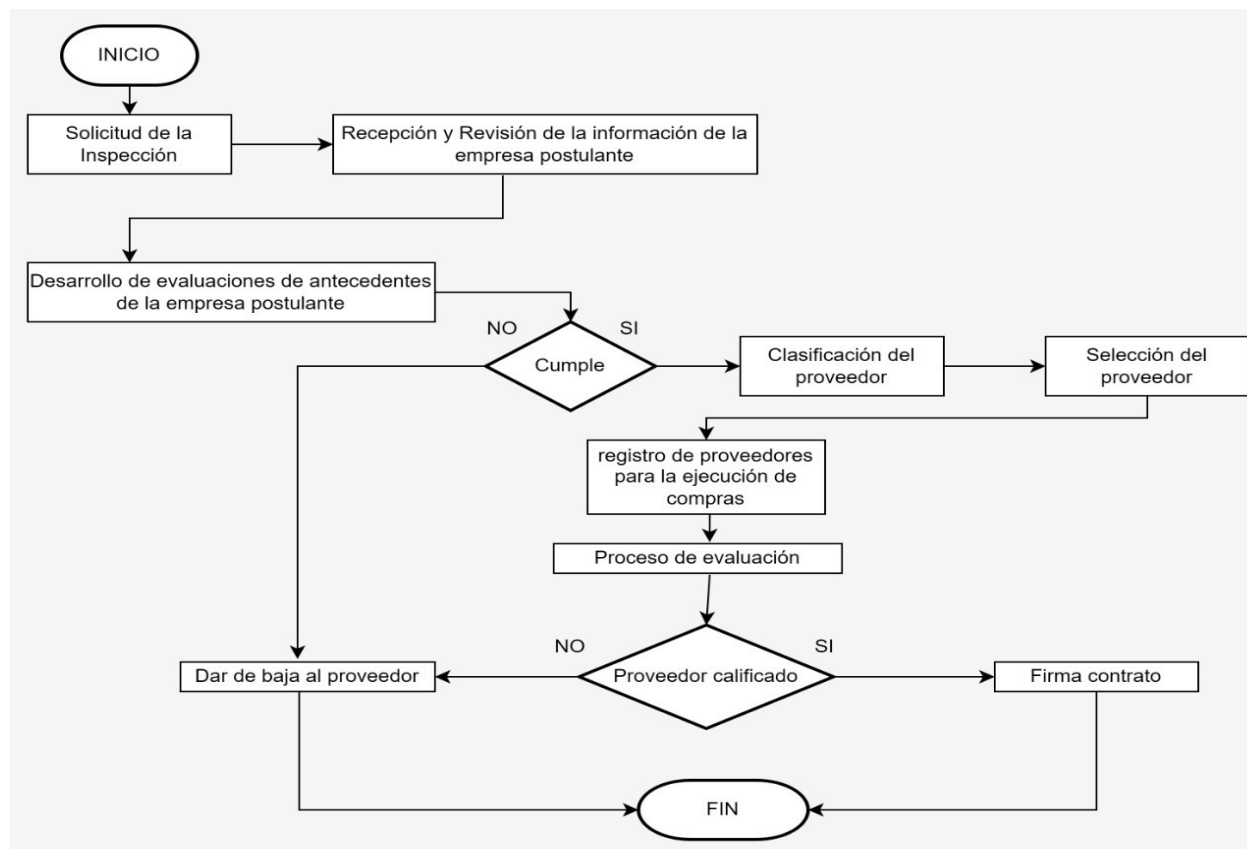 INICIO
Solicitud de la
Inspección
Recepción y Revisión de la información de la
empresa postulante
Desarrollo de evaluaciones de antecedentes
de la empresa postulante
NO
SI
Cumple
Clasificación del
proveedor
Selección del
proveedor
registro de proveedores
para la ejecución de
compras
Proceso de evaluación
NO
SI
Dar de baja al proveedor
Proveedor calificado
Firma contrato
FIN